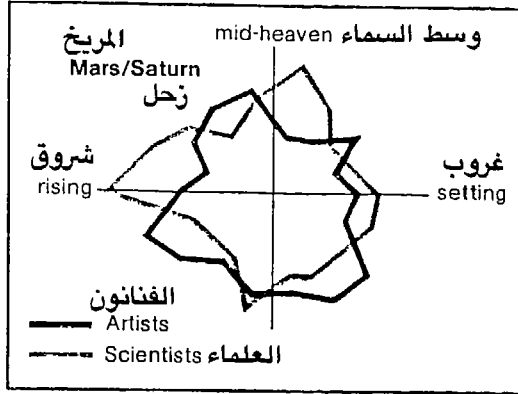 المريخ
mid-heaven وسط السماء
Mars/Saturn
زحل
شروق
rising
غروب
setting
الفنانون
Artists
Scientists العلماء